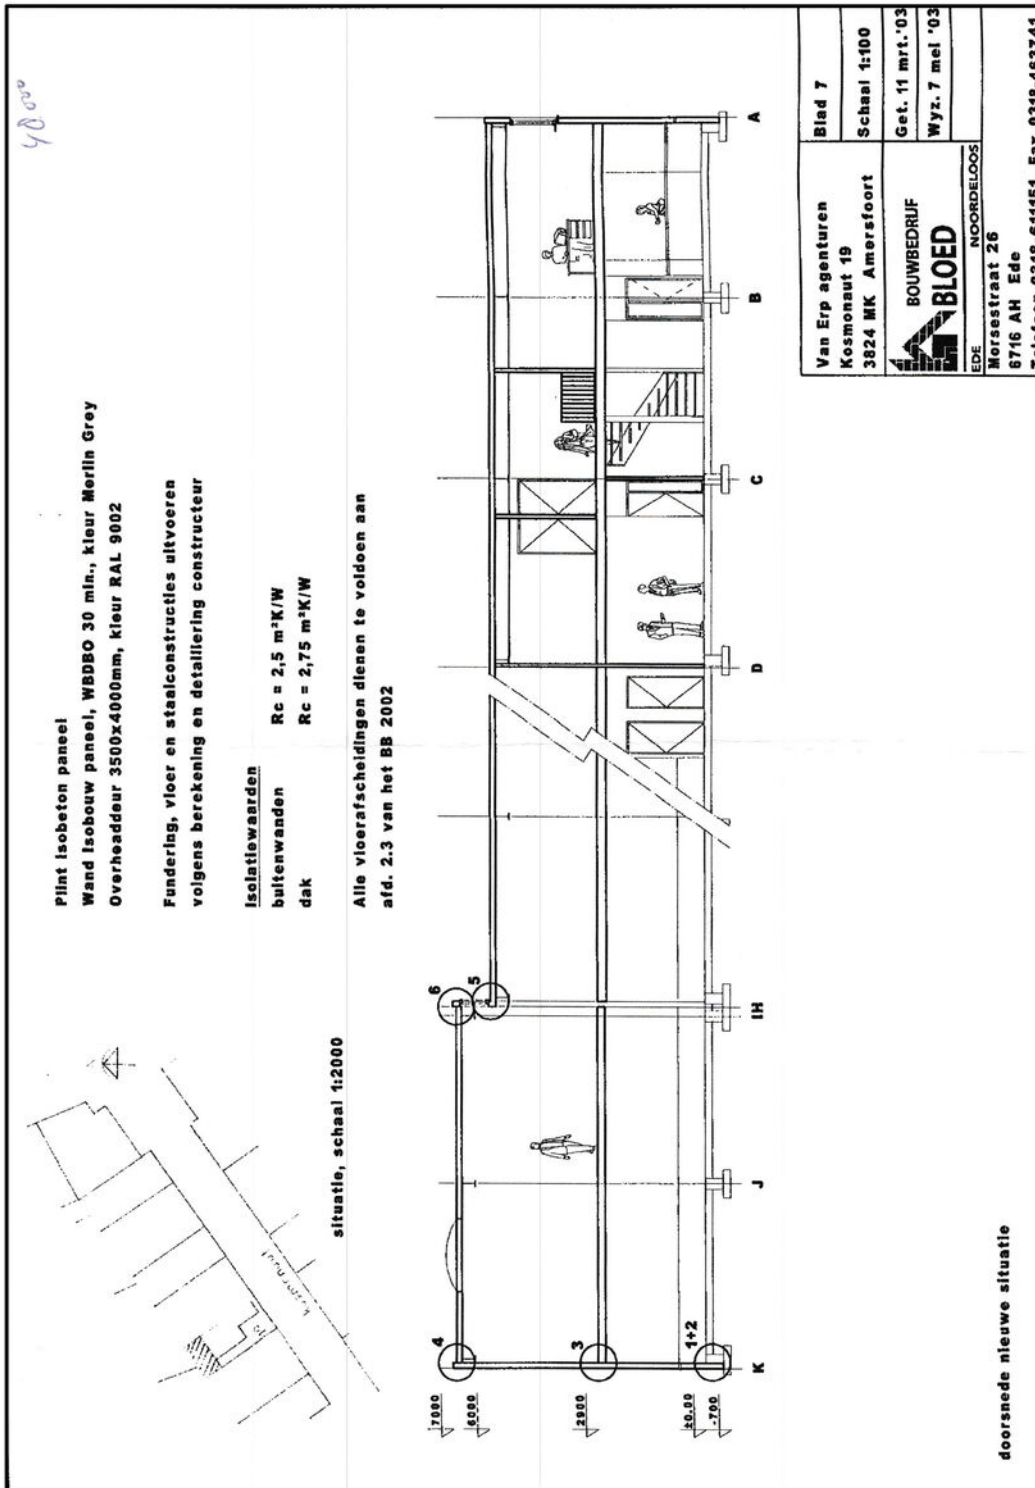 Plint isobeton paneel
Wand isobouw paneel, WBDBO 30 min., kleur Merlin Grey
Overheaddeur 3500x4000mm, kleur RAL 9002
Fundering, vloer en staalconstructies uitvoeren
volgens berekening en detaillering constructeur
Isolatiewaarden
buitenwanden Rc = 2,5 m²K/W
dak Rc = 2,75 m²K/W
Alle vloerafscheidingen dienen te voldoen aan
afd. 2.3 van het BB 2002
situatie, schaal 1:2000
kosmonaut
19
7000
6000
2900
±0.00
-700
4
3
1+2
6
5
K
J
IH
D
C
B
A
doorsnede nieuwe situatie
Van Erp agenturen
Kosmonaut 19
3824 MK Amersfoort
Blad 7
Schaal 1:100
Get. 11 mrt.'03
Wyz. 7 mei '03
BOUWBEDRIJF
BLOED
EDE NOORDELOOS
Morsestraat 26
6716 AH Ede